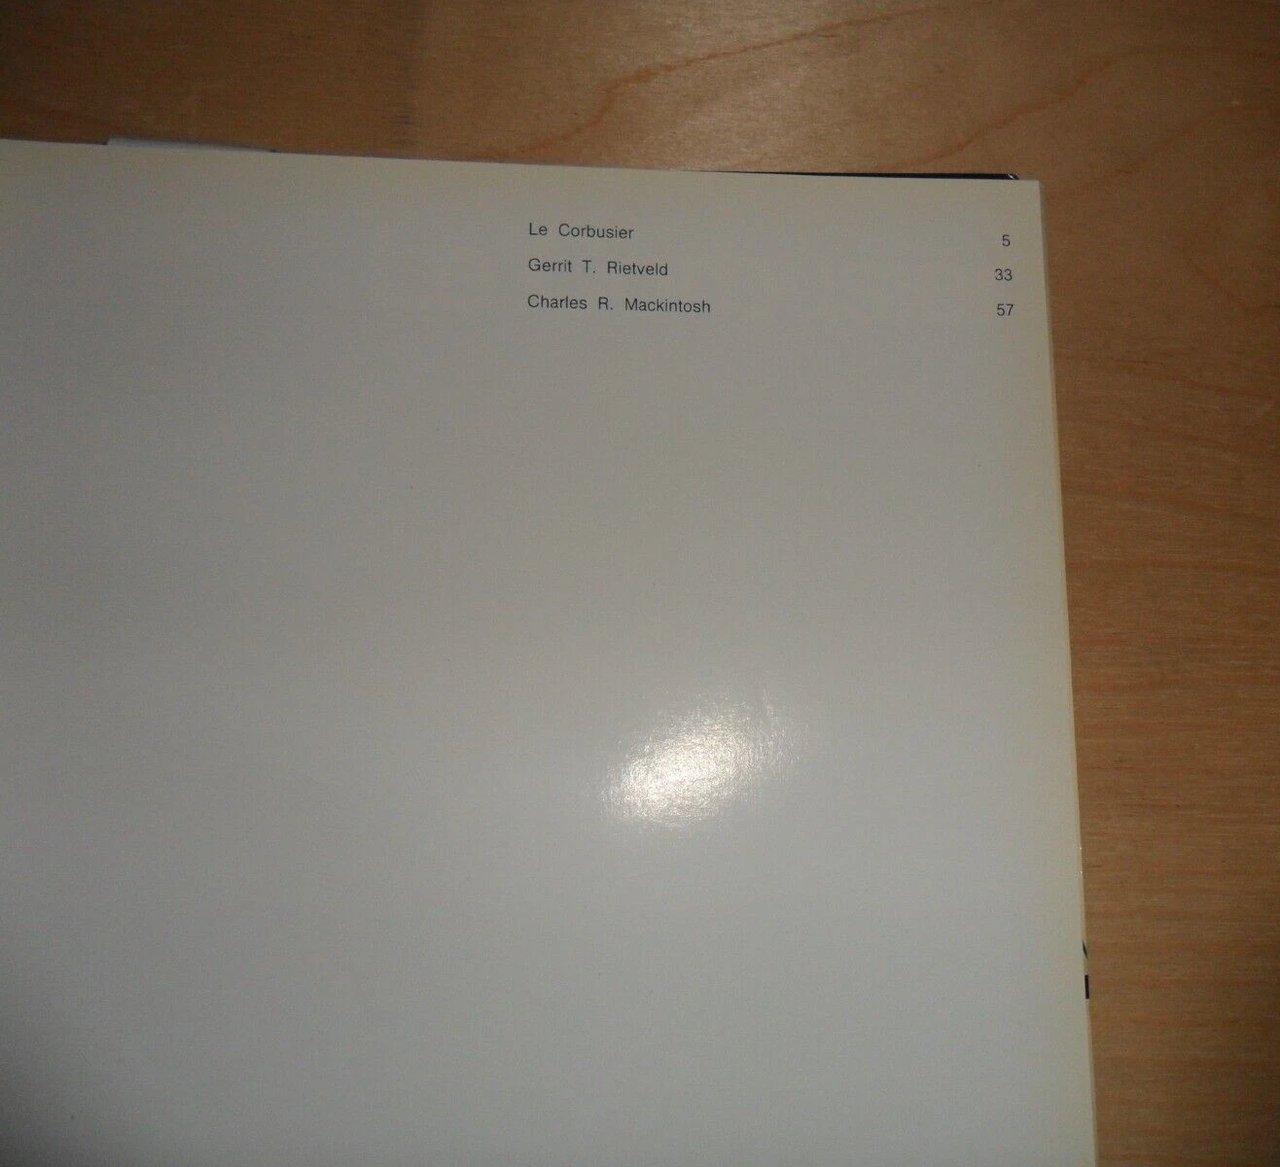 Le Corbusier 5
Gerrit T. Rietveld 33
Charles R. Mackintosh 57